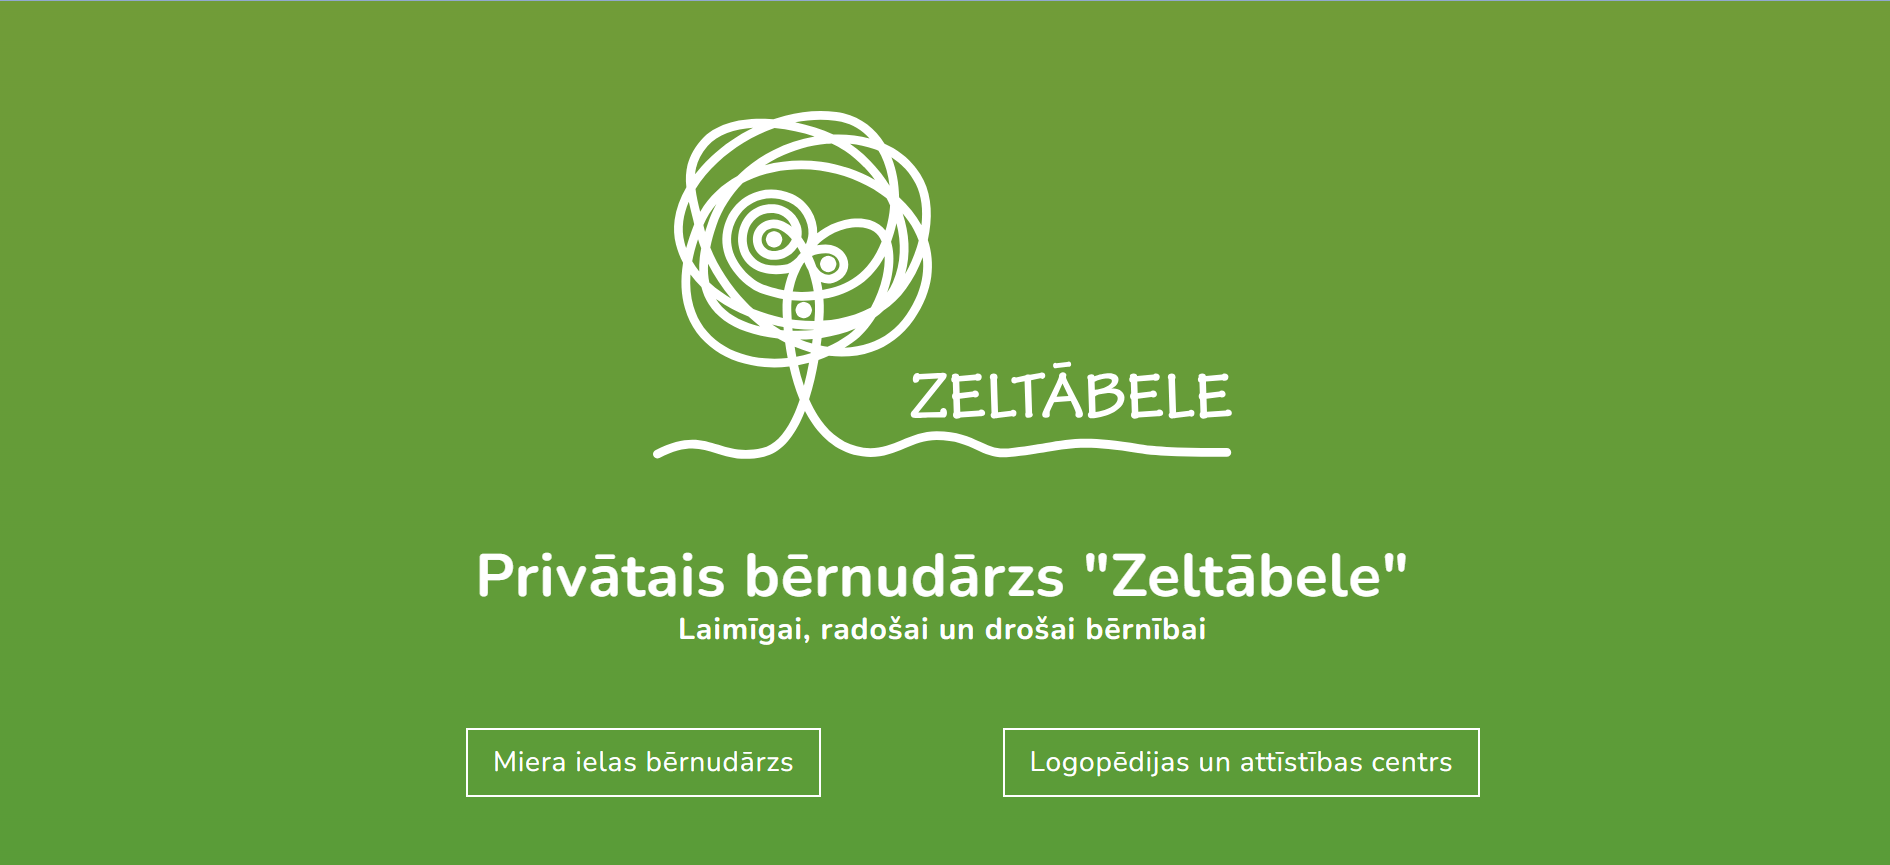 ZELTĀBELE
Privātais bērnudārzs "Zeltābele"
Laimīgai, radošai un drošai bērnībai
Miera ielas bērnudārzs
Logopēdijas un attīstības centrs